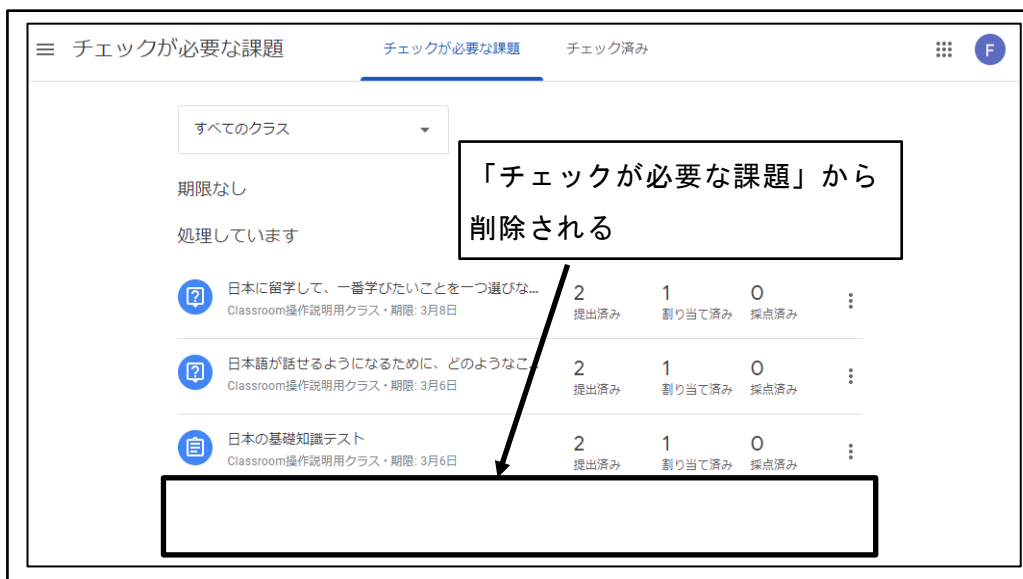 チェックが必要な課題
チェックが必要な課題 チェック済み
F
すべてのクラス
「チェックが必要な課題」から
削除される
期限なし
処理しています
日本に留学して、一番学びたいことを一つ選びな...
Classroom操作説明用クラス・期限: 3月8日
2 1 0
提出済み 割り当て済み 採点済み
日本語が話せるようになるために、どのようなこ...
Classroom操作説明用クラス・期限: 3月6日
2 1 0
提出済み 割り当て済み 採点済み
日本の基礎知識テスト
Classroom操作説明用クラス・期限: 3月6日
2 1 0
提出済み 割り当て済み 採点済み